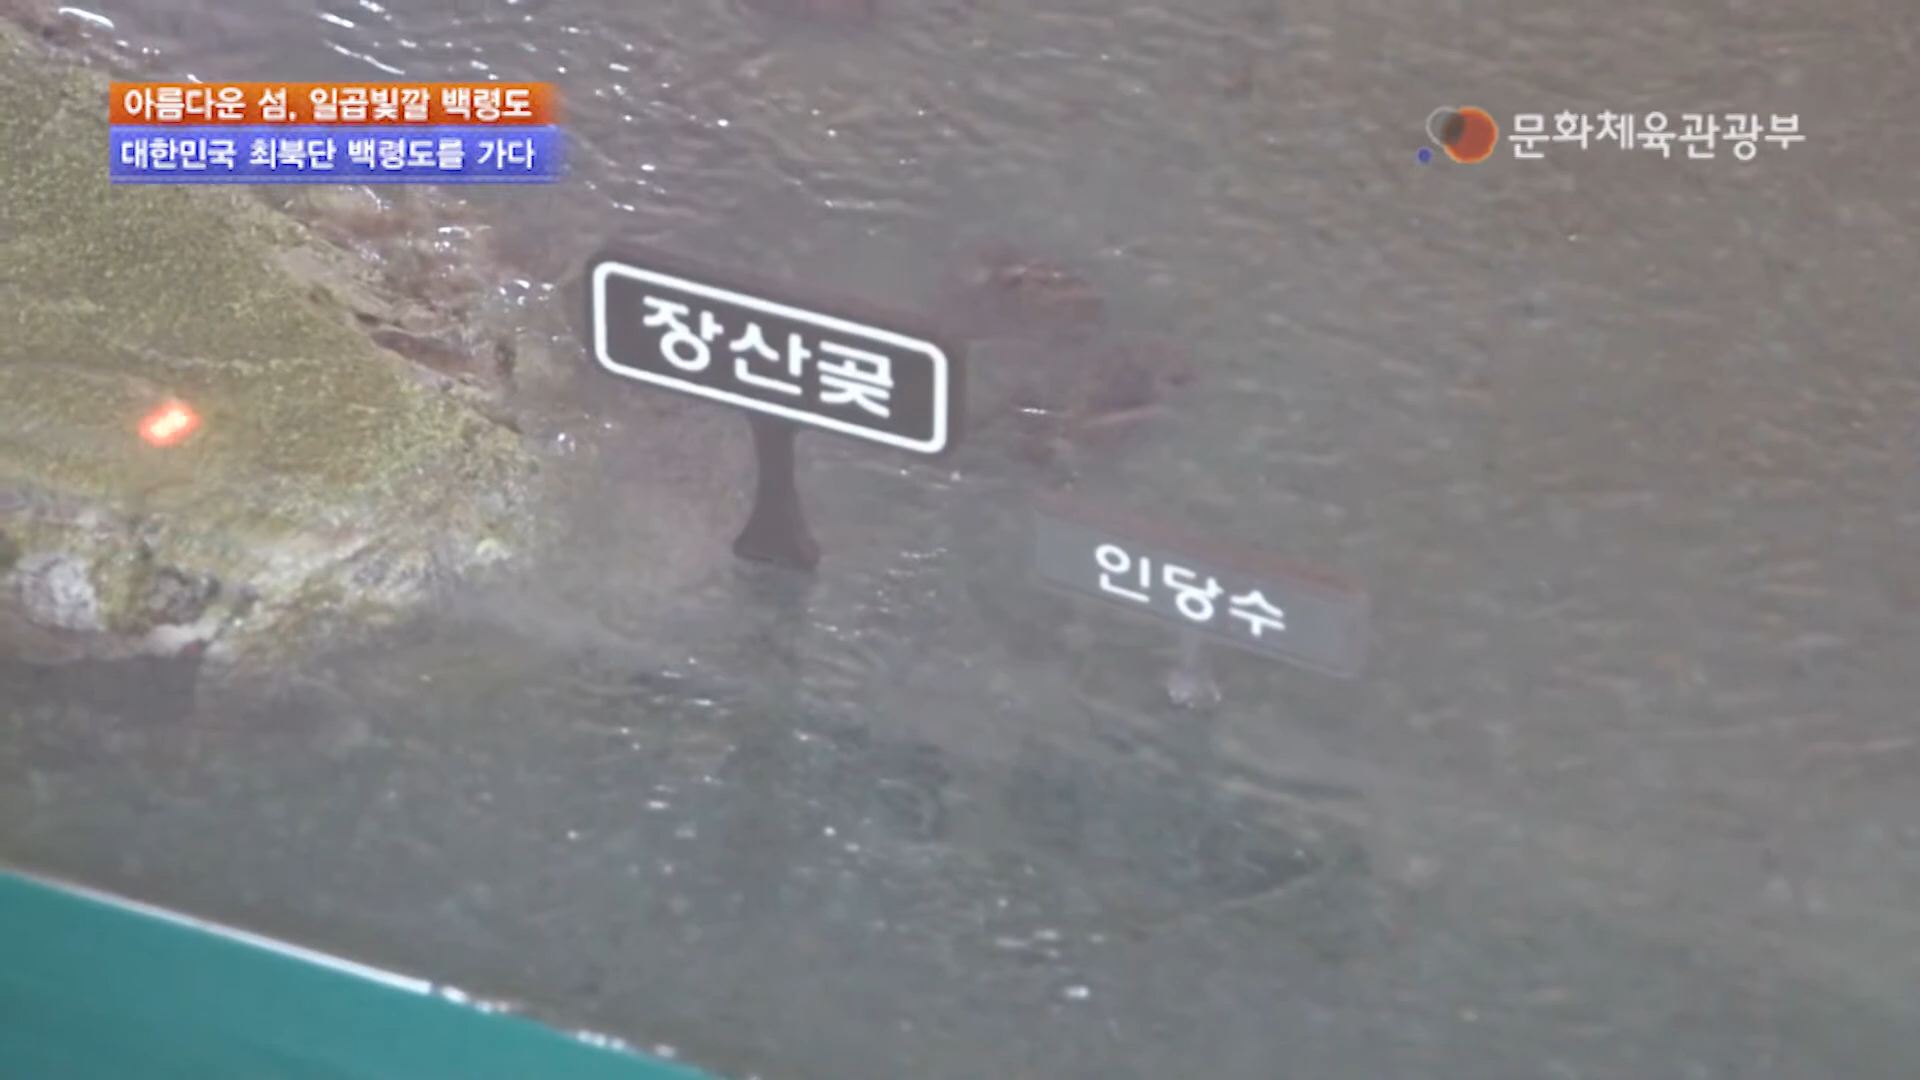 아름다운 섬, 일곱빛깔 백령도
대한민국 최북단 백령도를 가다
문화체육관광부
장산곶
인당수